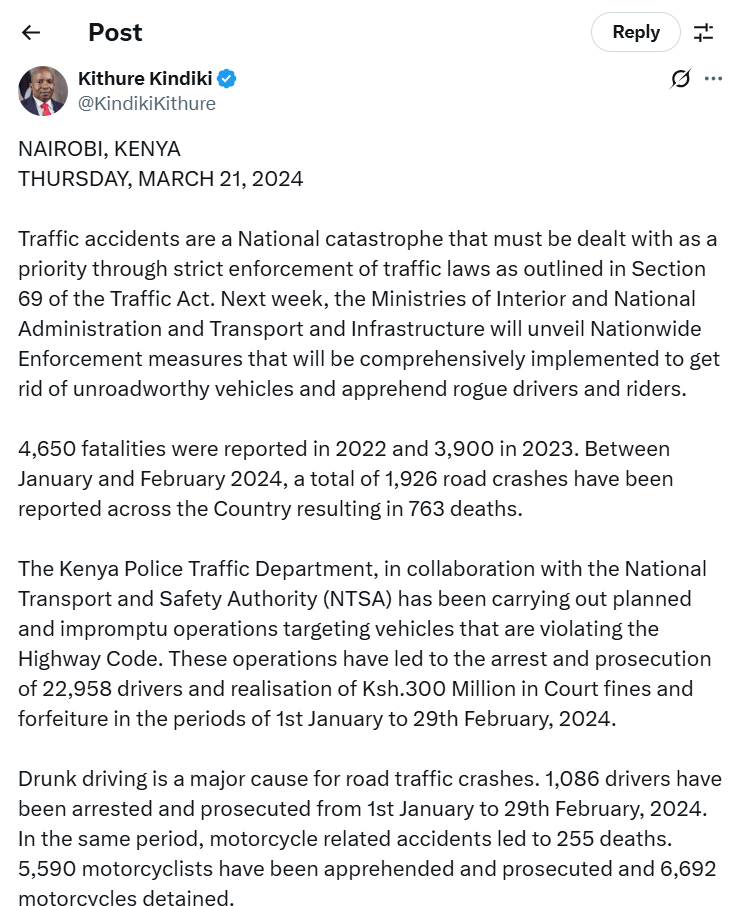 Post
Reply
Kithure Kindiki
@KindikiKithure
NAIROBI, KENYA
THURSDAY, MARCH 21, 2024
Traffic accidents are a National catastrophe that must be dealt with as a
priority through strict enforcement of traffic laws as outlined in Section
69 of the Traffic Act. Next week, the Ministries of Interior and National
Administration and Transport and Infrastructure will unveil Nationwide
Enforcement measures that will be comprehensively implemented to get
rid of unroadworthy vehicles and apprehend rogue drivers and riders.
4,650 fatalities were reported in 2022 and 3,900 in 2023. Between
January and February 2024, a total of 1,926 road crashes have been
reported across the Country resulting in 763 deaths.
The Kenya Police Traffic Department, in collaboration with the National
Transport and Safety Authority (NTSA) has been carrying out planned
and impromptu operations targeting vehicles that are violating the
Highway Code. These operations have led to the arrest and prosecution
of 22,958 drivers and realisation of Ksh.300 Million in Court fines and
forfeiture in the periods of 1st January to 29th February, 2024.
Drunk driving is a major cause for road traffic crashes. 1,086 drivers have
been arrested and prosecuted from 1st January to 29th February, 2024.
In the same period, motorcycle related accidents led to 255 deaths.
5,590 motorcyclists have been apprehended and prosecuted and 6,692
motorcycles detained.